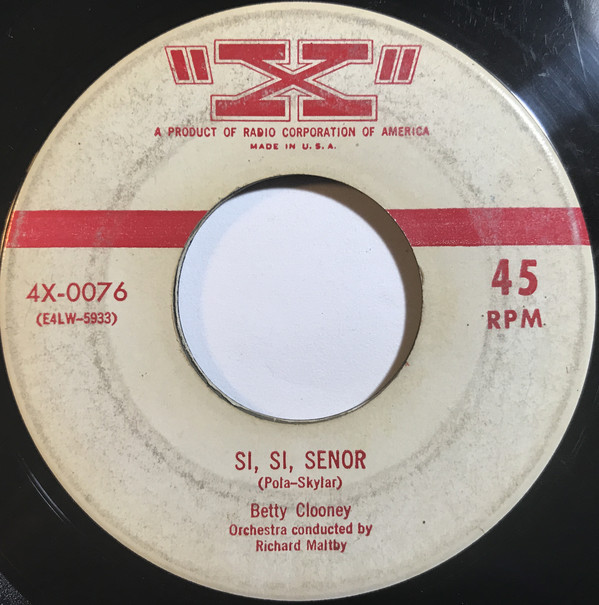 "X"
A PRODUCT OF RADIO CORPORATION OF AMERICA
MADE IN U.S.A.
4X-0076
(E4LW-5933)
45
RPM
SI, SI, SENOR
(Pola-Skylar)
Betty Clooney
Orchestra conducted by
Richard Maltby